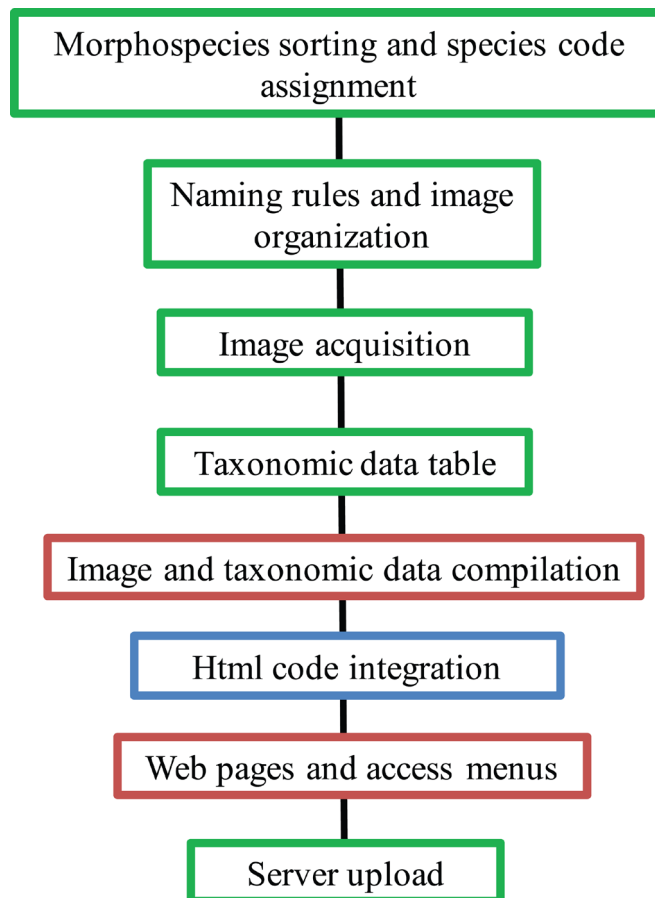 Morphospecies sorting and species code
assignment
Naming rules and image
organization
Image acquisition
Taxonomic data table
Image and taxonomic data compilation
Html code integration
Web pages and access menus
Server upload